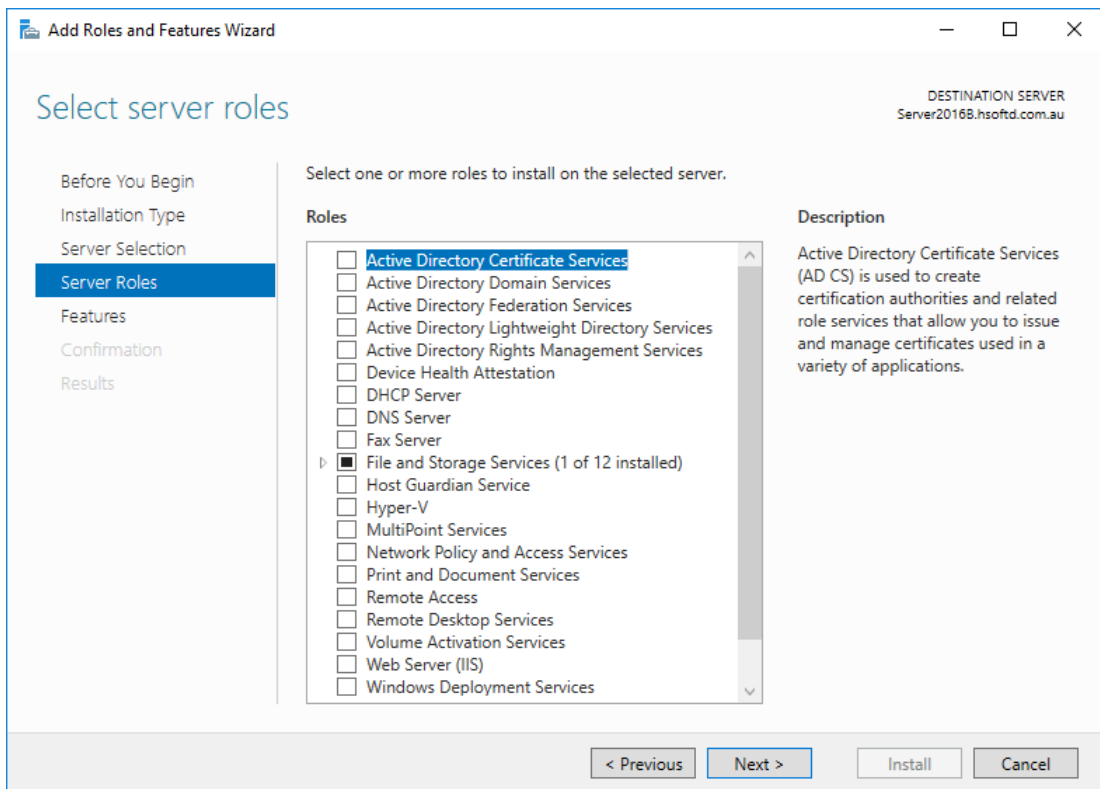 Add Roles and Features Wizard
Select server roles
DESTINATION SERVER
Server2016B.hsoftd.com.au
Before You Begin
Installation Type
Server Selection
Server Roles
Features
Confirmation
Results
Select one or more roles to install on the selected server.
Roles
Active Directory Certificate Services
Active Directory Domain Services
Active Directory Federation Services
Active Directory Lightweight Directory Services
Active Directory Rights Management Services
Device Health Attestation
DHCP Server
DNS Server
Fax Server
File and Storage Services (1 of 12 installed)
Host Guardian Service
Hyper-V
MultiPoint Services
Network Policy and Access Services
Print and Document Services
Remote Access
Remote Desktop Services
Volume Activation Services
Web Server (IIS)
Windows Deployment Services
Description
Active Directory Certificate Services
(AD CS) is used to create
certification authorities and related
role services that allow you to issue
and manage certificates used in a
variety of applications.
< Previous
Next >
Install
Cancel